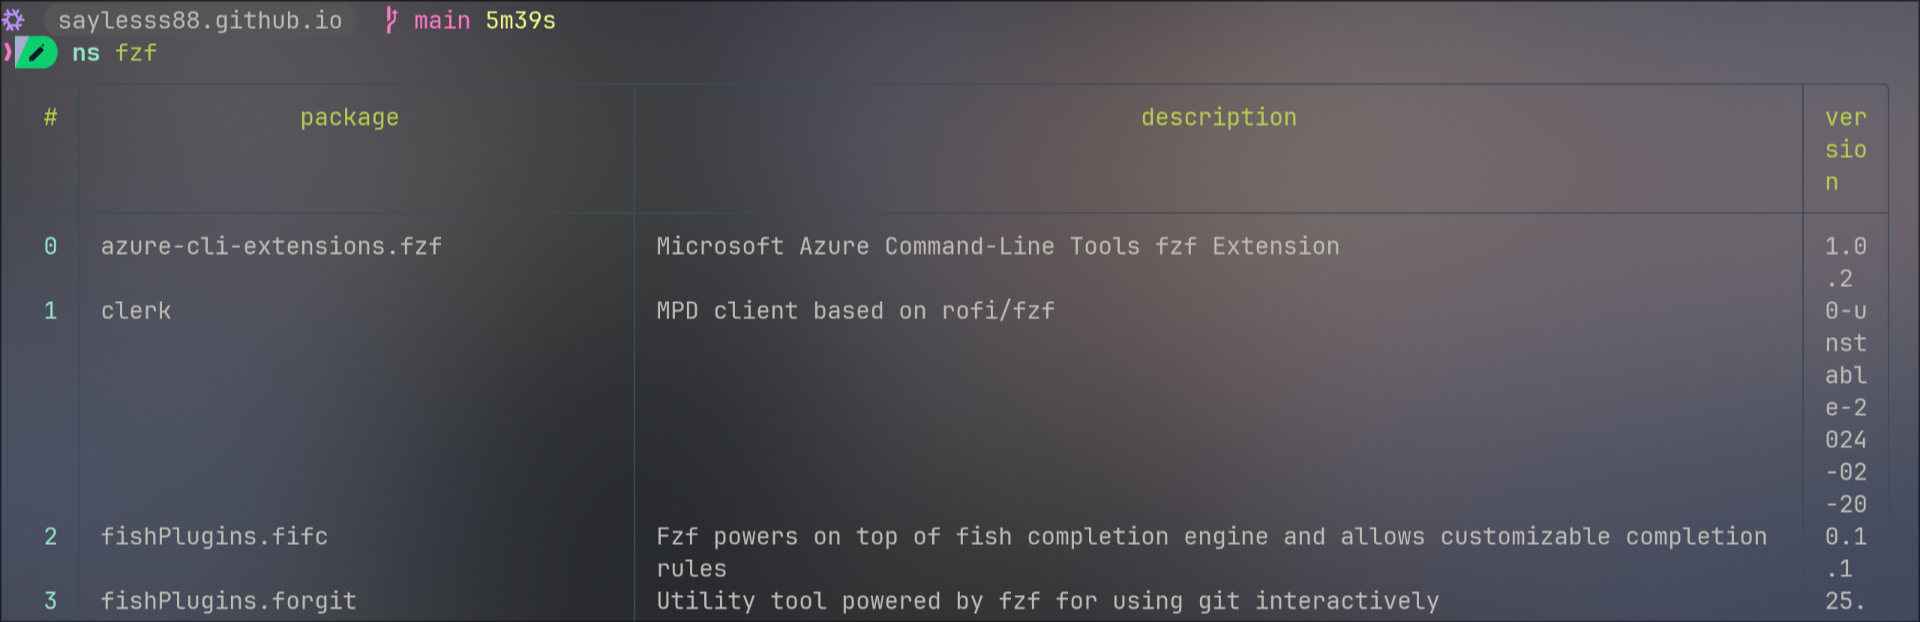 saylesss88.github.io main 5m39s
ns fzf
# package description version
0 azure-cli-extensions.fzf Microsoft Azure Command-Line Tools fzf Extension 1.0.2
1 clerk MPD client based on rofi/fzf 0-unstable-2024-02-20
2 fishPlugins.fifc Fzf powers on top of fish completion engine and allows customizable completion rules 0.1.1
3 fishPlugins.forgit Utility tool powered by fzf for using git interactively 25.